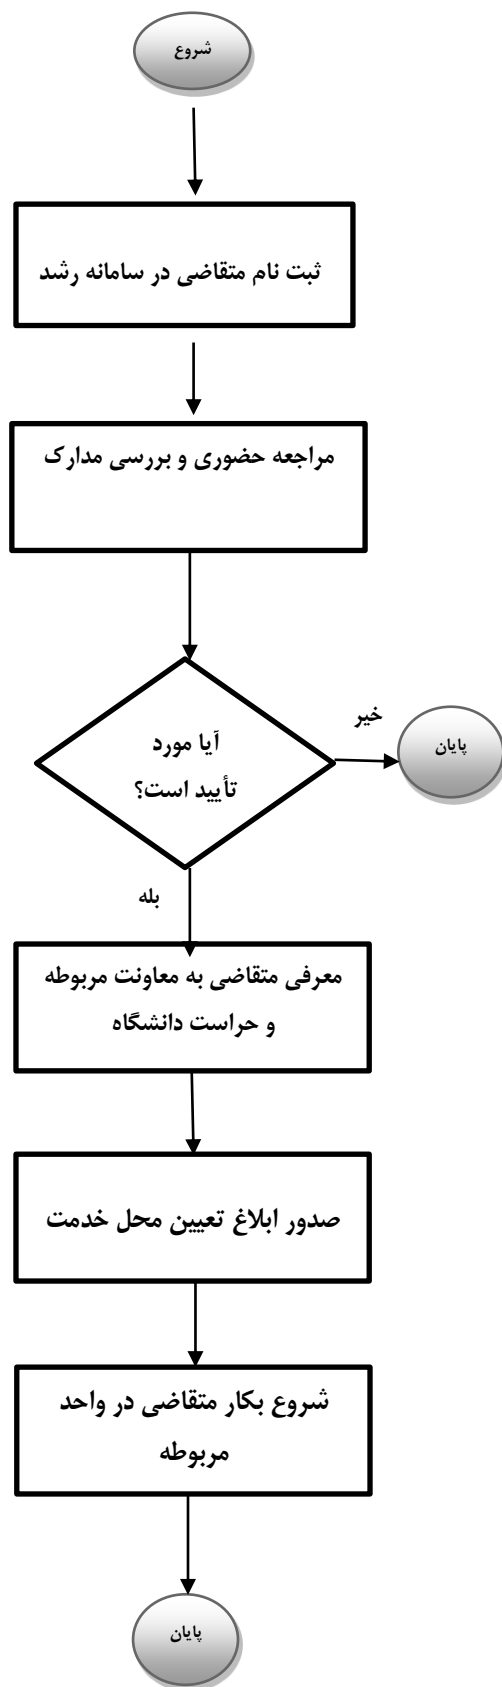 شروع
ثبت نام متقاضی در سامانه رشد
مراجعه حضوری و بررسی مدارک
آیا مورد
تأیید است؟
خیر
پایان
بله
معرفی متقاضی به معاونت مربوطه
و حراست دانشگاه
صدور ابلاغ تعیین محل خدمت
شروع بکار متقاضی در واحد
مربوطه
پایان